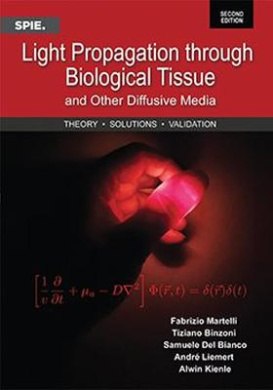 SPIE.
SECOND
EDITION
Light Propagation through
Biological Tissue
and Other Diffusive Media
THEORY • SOLUTIONS • VALIDATION
[1/v ∂/∂t + μₐ − D∇²] Φ(r⃗,t) = δ(r⃗)δ(t)
Fabrizio Martelli
Tiziano Binzoni
Samuele Del Bianco
André Liemert
Alwin Kienle